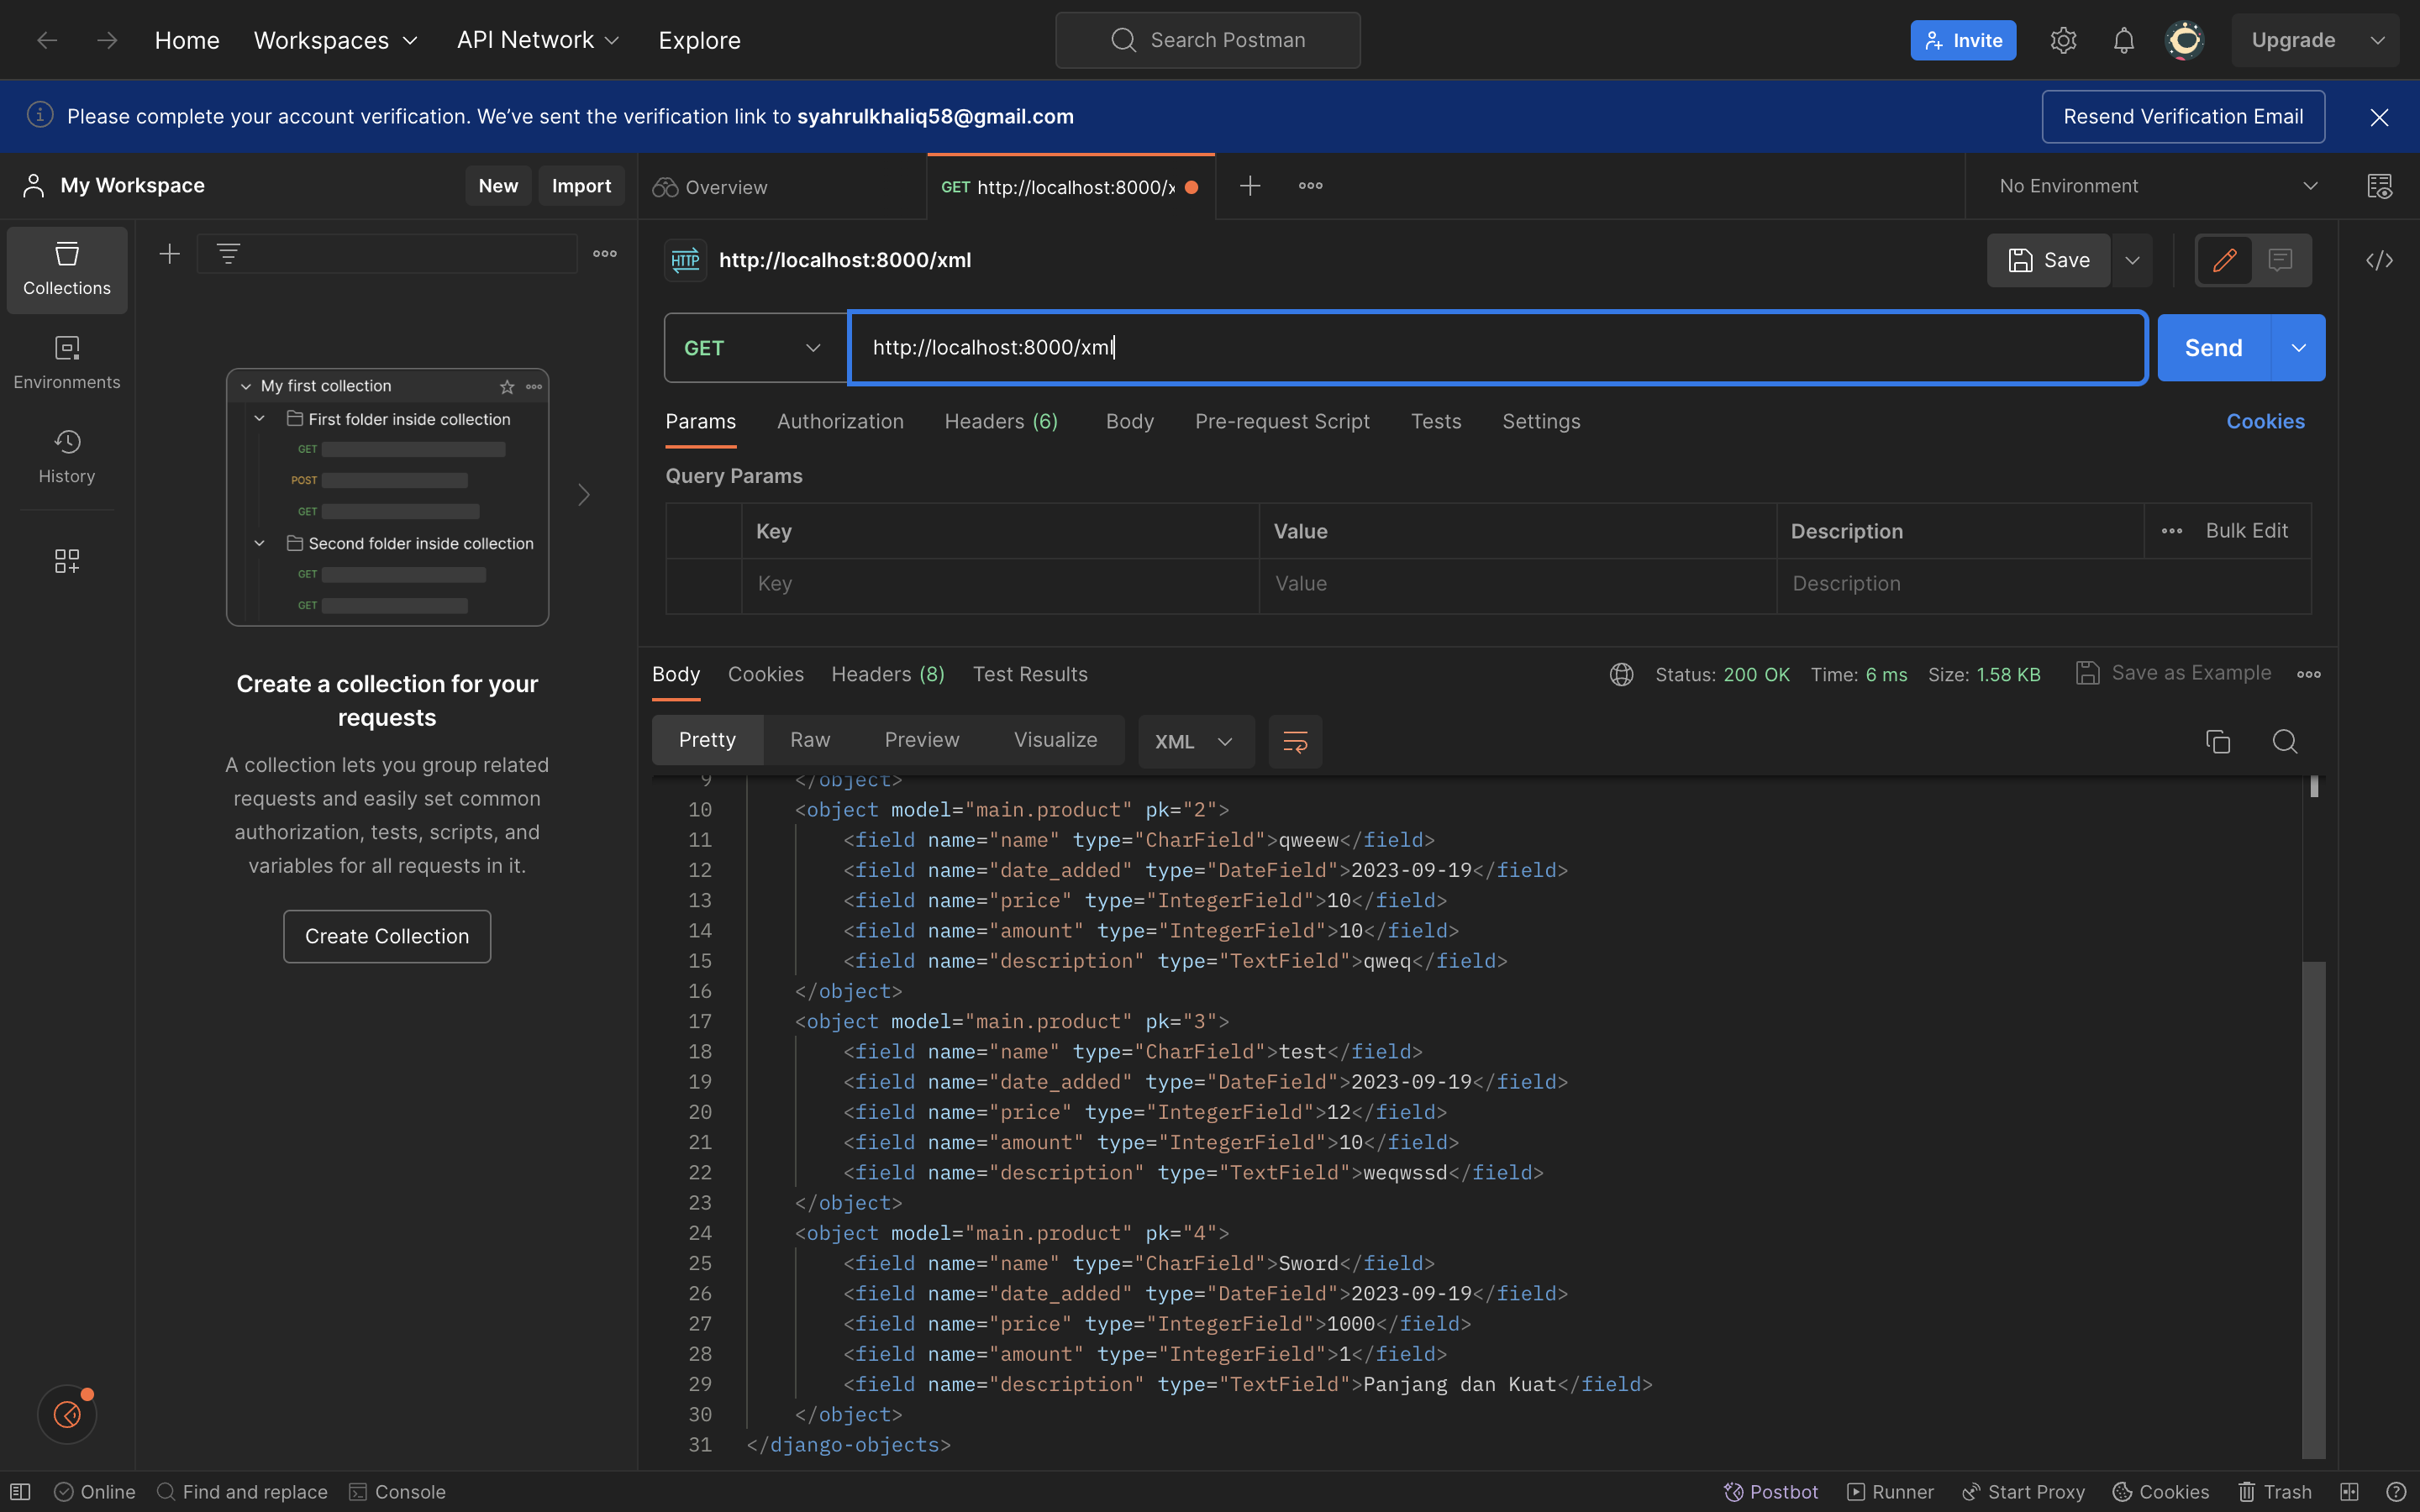 Home Workspaces API Network Explore Search Postman Invite Upgrade
Please complete your account verification. We’ve sent the verification link to syahrulkhaliq58@gmail.com Resend Verification Email
My Workspace New Import Overview GET http://localhost:8000/x No Environment
Collections
Environments
History
My first collection
First folder inside collection
GET
POST
GET
Second folder inside collection
GET
GET
Create a collection for your
requests
A collection lets you group related
requests and easily set common
authorization, tests, scripts, and
variables for all requests in it.
Create Collection
HTTP http://localhost:8000/xml Save
GET http://localhost:8000/xml Send
Params Authorization Headers (6) Body Pre-request Script Tests Settings Cookies
Query Params
Key Value Description Bulk Edit
Key Value Description
Body Cookies Headers (8) Test Results Status: 200 OK Time: 6 ms Size: 1.58 KB Save as Example
Pretty Raw Preview Visualize XML
9 </object>
10 <object model="main.product" pk="2">
11 <field name="name" type="CharField">qweew</field>
12 <field name="date_added" type="DateField">2023-09-19</field>
13 <field name="price" type="IntegerField">10</field>
14 <field name="amount" type="IntegerField">10</field>
15 <field name="description" type="TextField">qweq</field>
16 </object>
17 <object model="main.product" pk="3">
18 <field name="name" type="CharField">test</field>
19 <field name="date_added" type="DateField">2023-09-19</field>
20 <field name="price" type="IntegerField">12</field>
21 <field name="amount" type="IntegerField">10</field>
22 <field name="description" type="TextField">weqwssd</field>
23 </object>
24 <object model="main.product" pk="4">
25 <field name="name" type="CharField">Sword</field>
26 <field name="date_added" type="DateField">2023-09-19</field>
27 <field name="price" type="IntegerField">1000</field>
28 <field name="amount" type="IntegerField">1</field>
29 <field name="description" type="TextField">Panjang dan Kuat</field>
30 </object>
31 </django-objects>
Online Find and replace Console Postbot Runner Start Proxy Cookies Trash